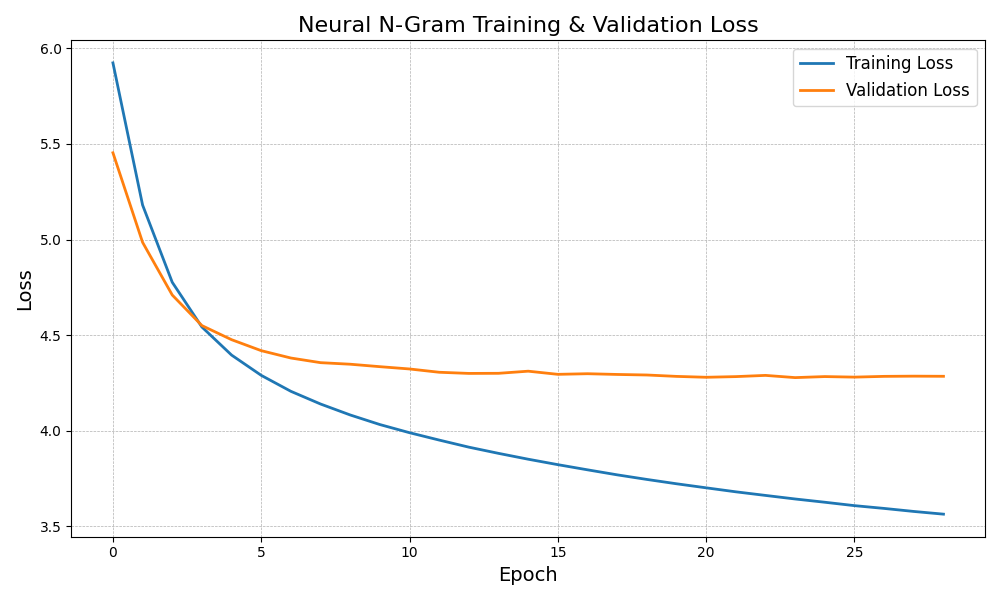 Neural N-Gram Training & Validation Loss
Training Loss
Validation Loss
6.0
5.5
5.0
4.5
4.0
3.5
Loss
0 5 10 15 20 25
Epoch